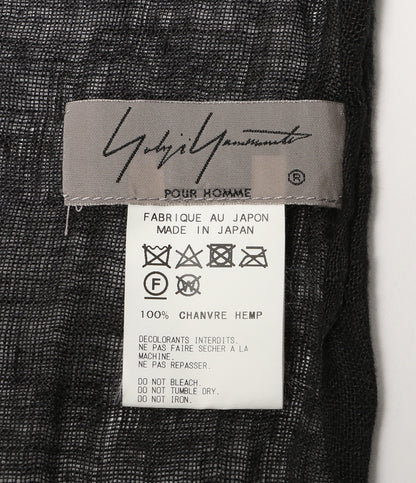 Yohji Yamamoto
®
POUR HOMME
FABRIQUE AU JAPON
MADE IN JAPAN
F W
100% CHANVRE HEMP
DECOLORANTS INTERDITS.
NE PAS FAIRE SECHER A LA
MACHINE.
NE PAS REPASSER.
DO NOT BLEACH.
DO NOT TUMBLE DRY.
DO NOT IRON.